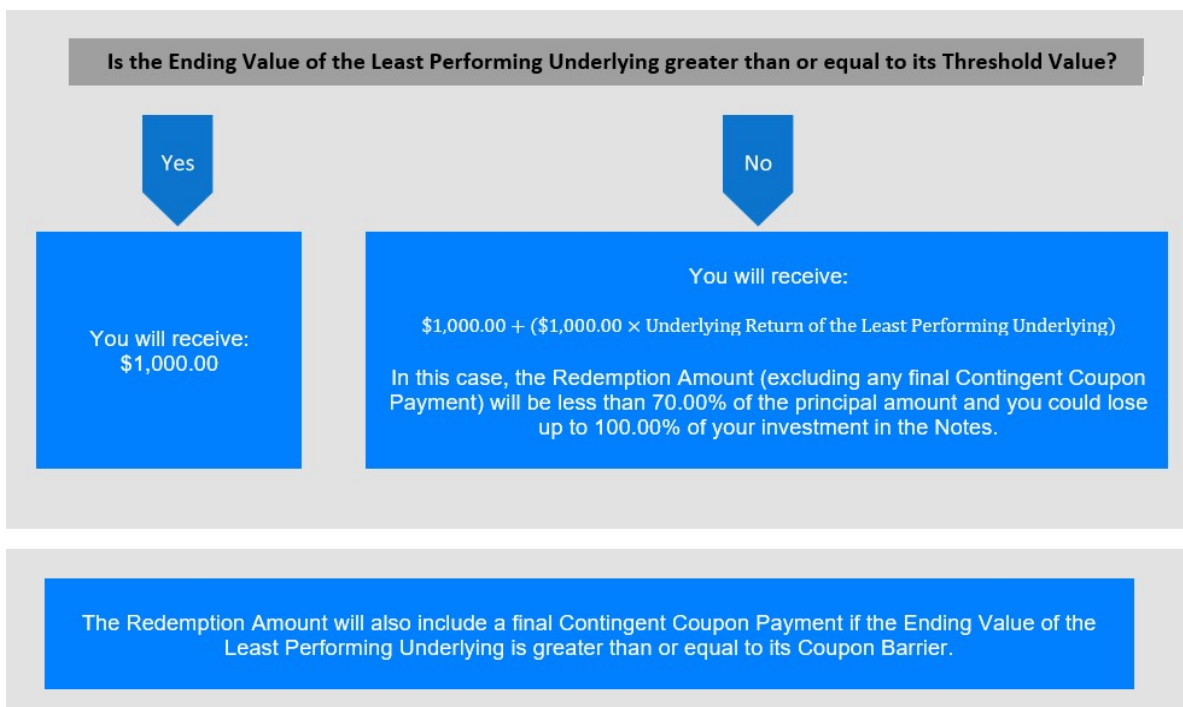 Is the Ending Value of the Least Performing Underlying greater than or equal to its Threshold Value?
Yes
No
You will receive:
$1,000.00
You will receive:
$1,000.00 + ($1,000.00 × Underlying Return of the Least Performing Underlying)
In this case, the Redemption Amount (excluding any final Contingent Coupon
Payment) will be less than 70.00% of the principal amount and you could lose
up to 100.00% of your investment in the Notes.
The Redemption Amount will also include a final Contingent Coupon Payment if the Ending Value of the
Least Performing Underlying is greater than or equal to its Coupon Barrier.